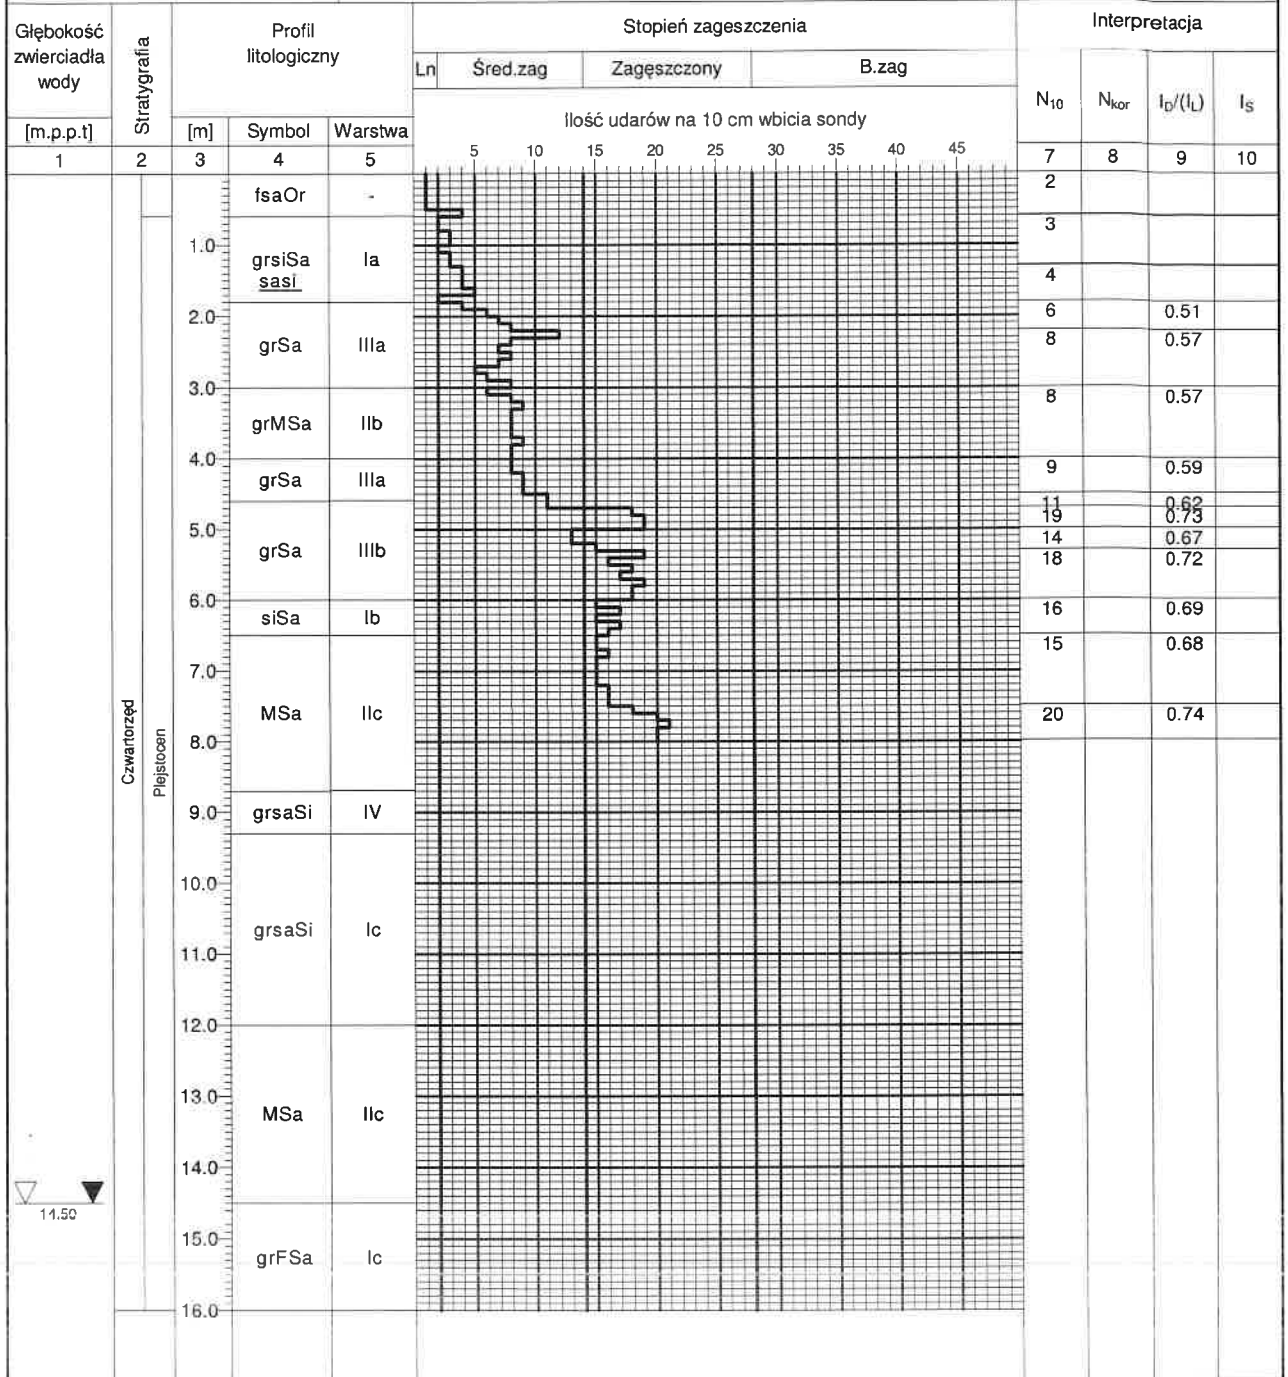 Głębokość zwierciadła wody
[m.p.p.t]
1
Stratygrafia
2
Profil litologiczny
[m] Symbol Warstwa
3 4 5
Stopień zagęszczenia
Ln Śred.zag Zagęszczony B.zag
Ilość udarów na 10 cm wbicia sondy
5 10 15 20 25 30 35 40 45
Interpretacja
N10 Nkor ID/(IL) IS
7 8 9 10
fsaOr - 2
3
1.0
grsiSa Ia
sasi
4
2.0
6 0.51
grSa IIIa 8 0.57
3.0
8 0.57
grMSa IIb
4.0
9 0.59
grSa IIIa
11 0.62
19 0.73
5.0
14 0.67
grSa IIIb 18 0.72
6.0
16 0.69
siSa Ib
15 0.68
7.0
MSa IIc 20 0.74
8.0
Czwartorzęd
Plejstocen
9.0 grsaSi IV
10.0
grsaSi Ic
11.0
12.0
13.0
MSa IIc
14.0
14.50
15.0
grFSa Ic
16.0